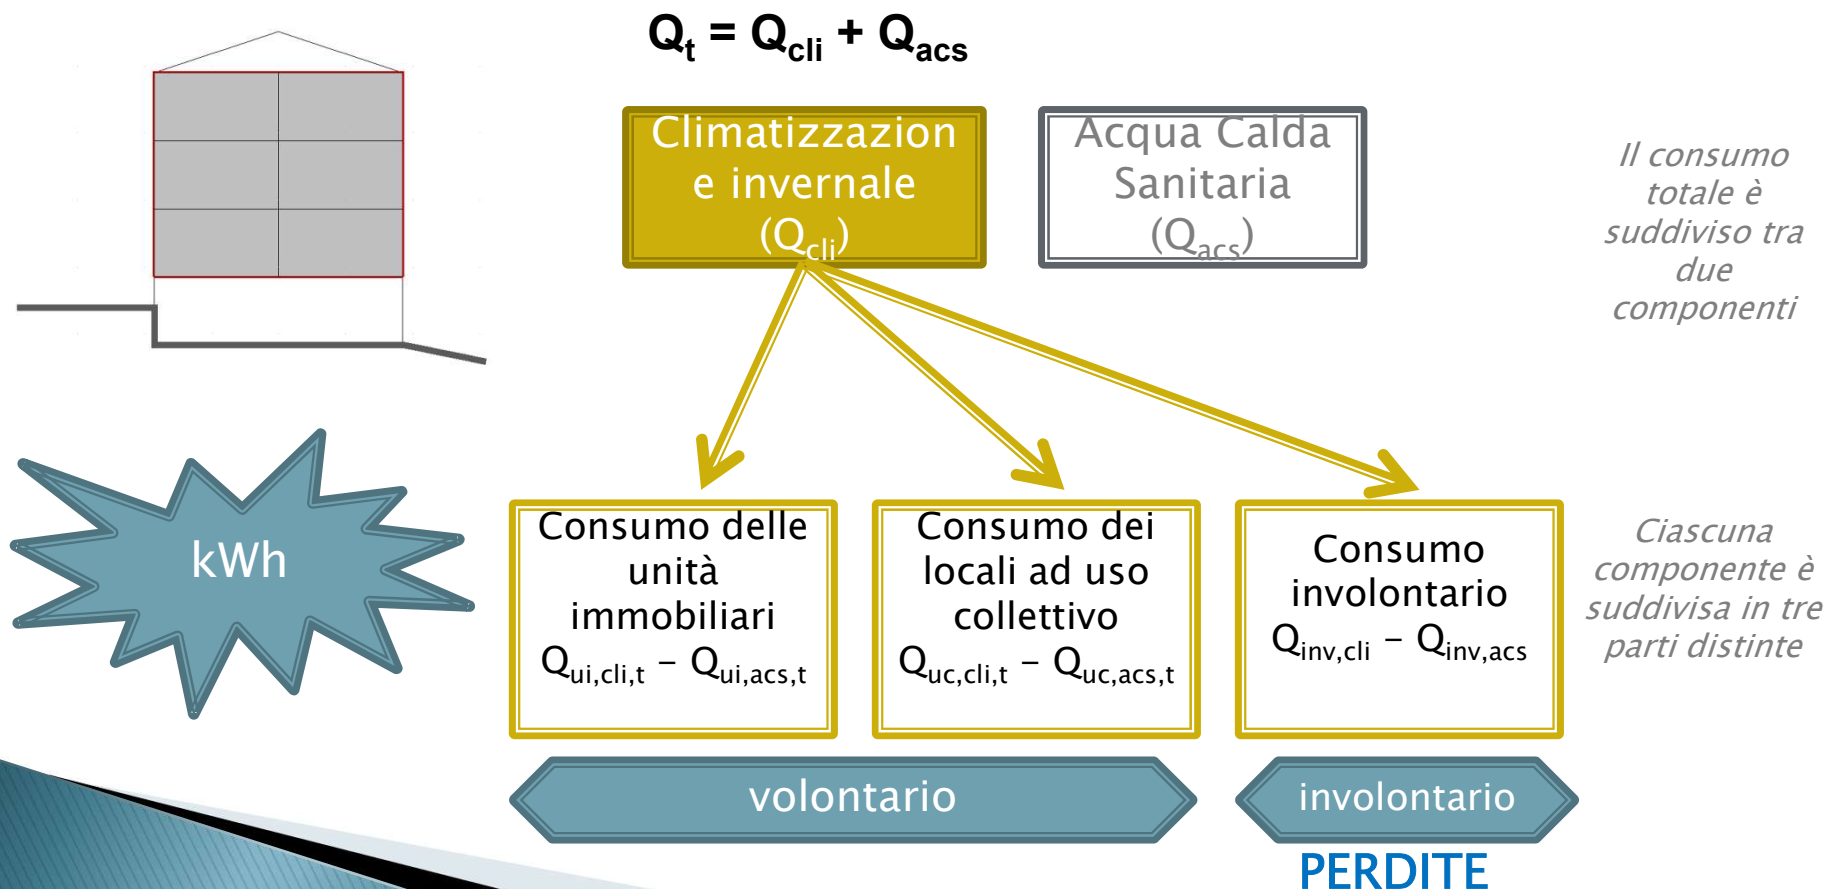 Qt = Qcli + Qacs
Climatizzazion
e invernale
(Qcli)
Acqua Calda
Sanitaria
(Qacs)
Il consumo
totale è
suddiviso tra
due
componenti
kWh
Consumo delle
unità
immobiliari
Qui,cli,t – Qui,acs,t
Consumo dei
locali ad uso
collettivo
Quc,cli,t – Quc,acs,t
Consumo
involontario
Qinv,cli – Qinv,acs
Ciascuna
componente è
suddivisa in tre
parti distinte
volontario
involontario
PERDITE